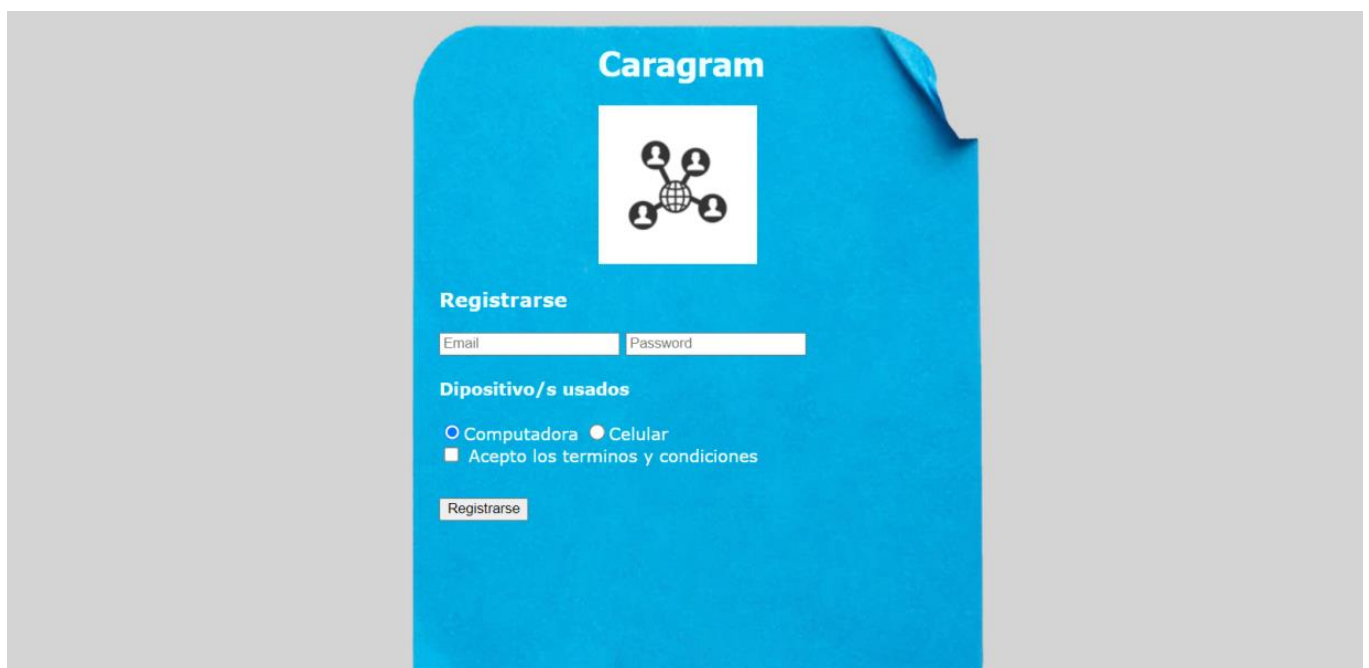 Caragram
Registrarse
Email Password
Dipositivo/s usados
Computadora Celular
Acepto los terminos y condiciones
Registrarse